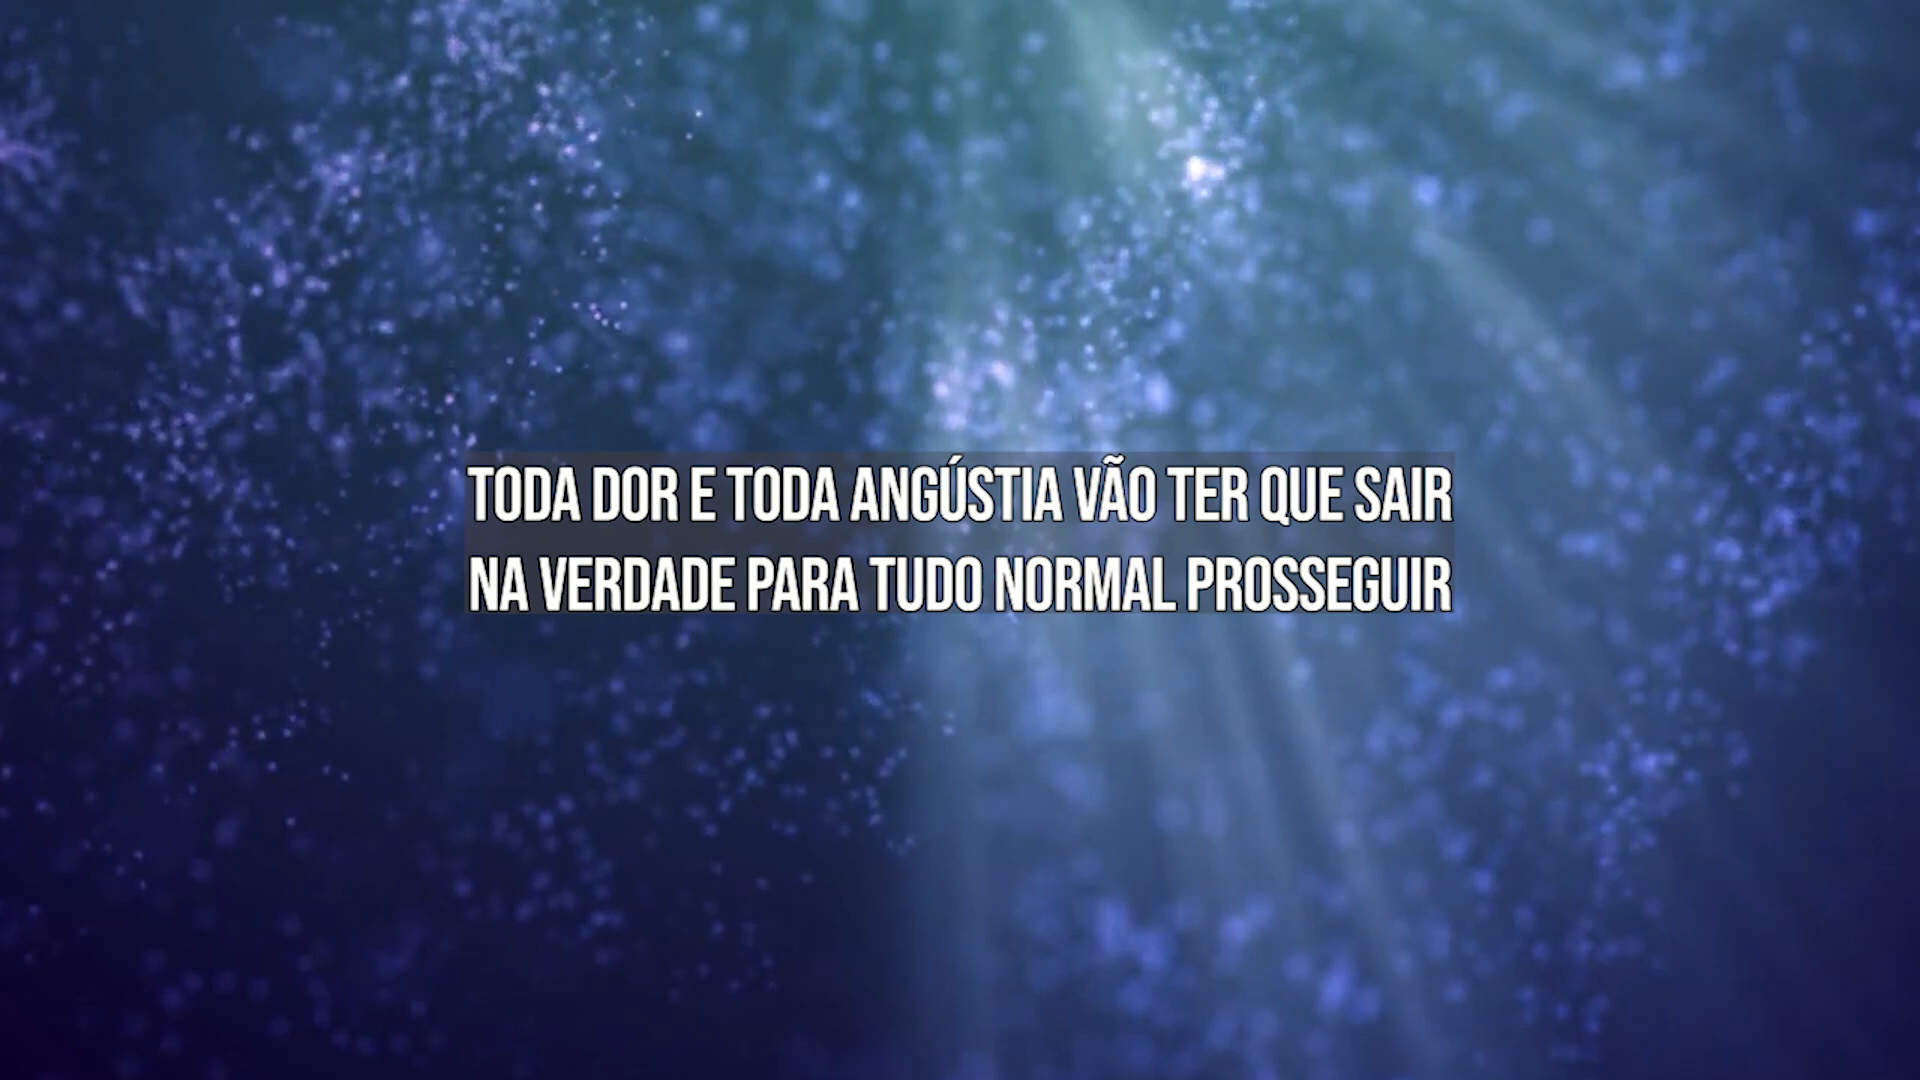 TODA DOR E TODA ANGÚSTIA VÃO TER QUE SAIR
NA VERDADE PARA TUDO NORMAL PROSSEGUIR